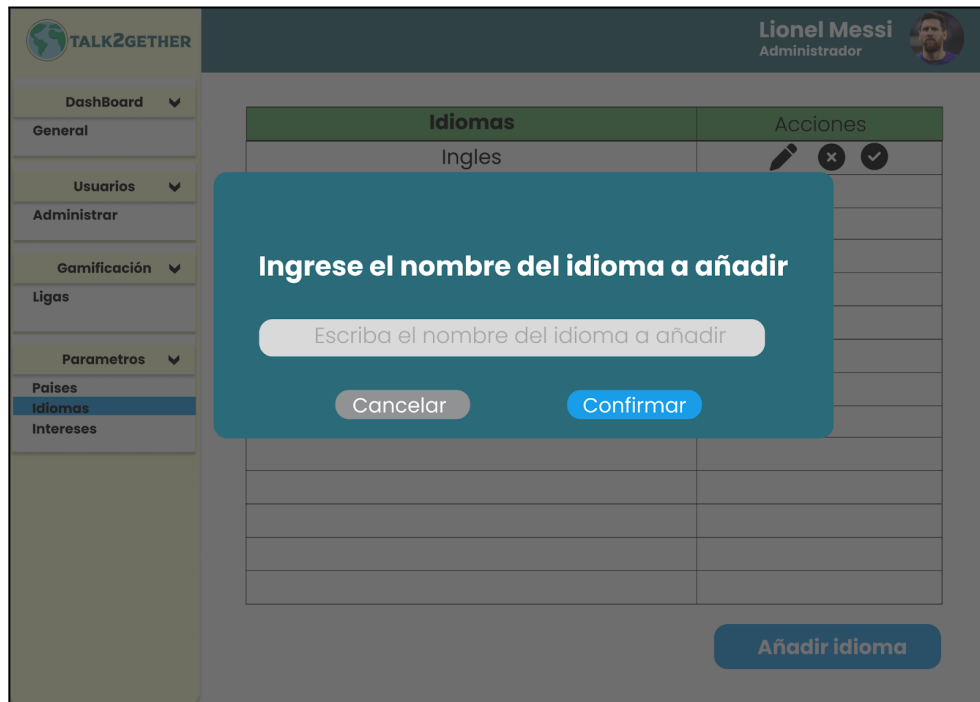 TALK2GETHER
Lionel Messi
Administrador
DashBoard
General
Usuarios
Administrar
Gamificación
Ligas
Parametros
Paises
Idiomas
Intereses
Idiomas Acciones
Ingles
Ingrese el nombre del idioma a añadir
Escriba el nombre del idioma a añadir
Cancelar Confirmar
Añadir idioma